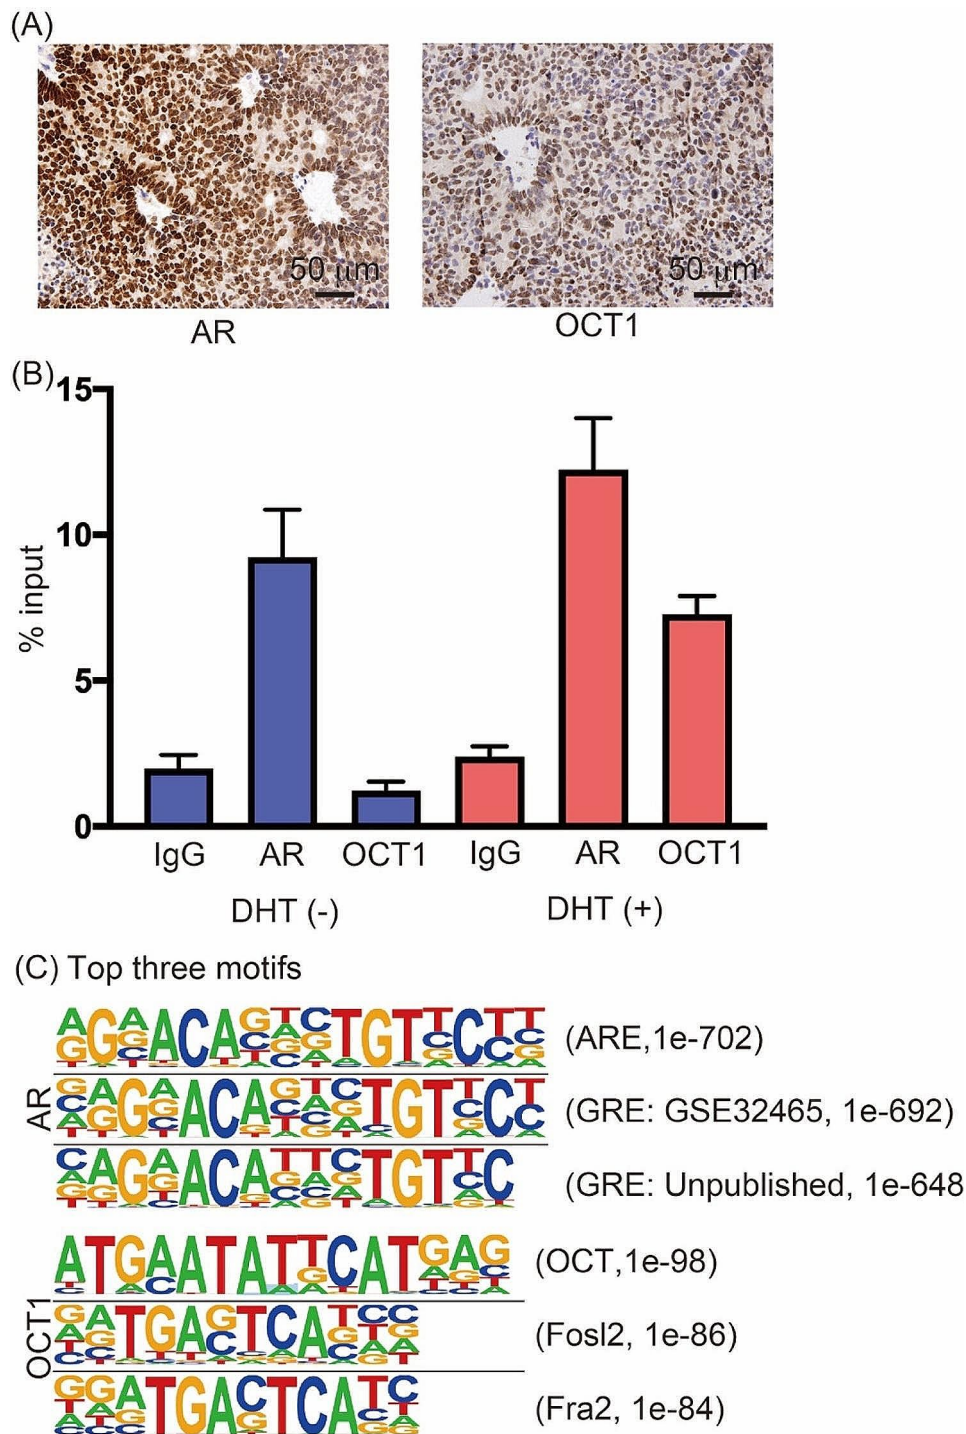 (A)
50 μm
50 μm
AR
OCT1
(B)
15
10
5
0
% input
IgG AR OCT1 IgG AR OCT1
DHT (-) DHT (+)
(C) Top three motifs
AR
(ARE,1e-702)
(GRE: GSE32465, 1e-692)
(GRE: Unpublished, 1e-648
OCT1
(OCT,1e-98)
(Fosl2, 1e-86)
(Fra2, 1e-84)